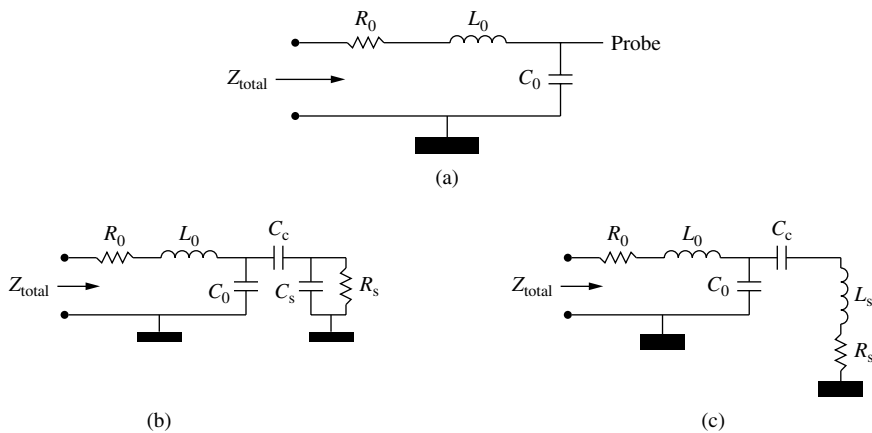 R0 L0
Probe
Ztotal C0
(a)
R0 L0 Cc
Ztotal C0 Cs Rs
(b)
R0 L0 Cc
Ztotal C0 Ls
Rs
(c)